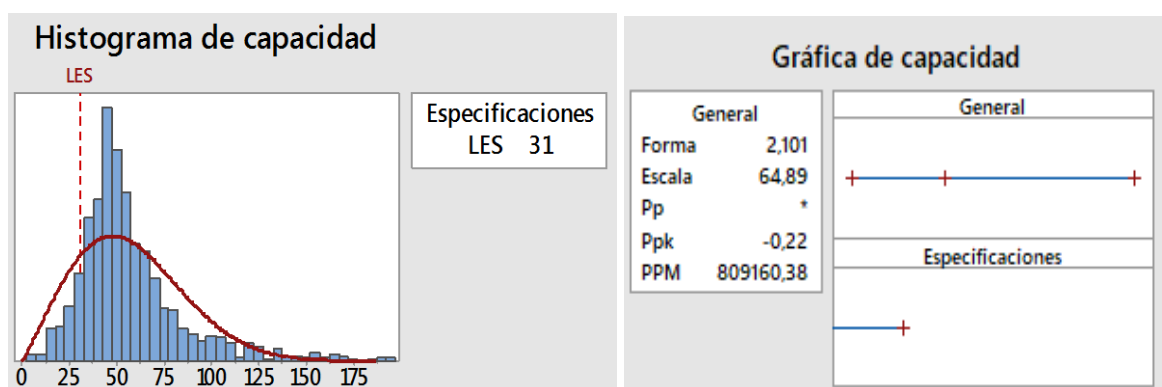 Histograma de capacidad
LES
Especificaciones
LES 31
0 25 50 75 100 125 150 175
Gráfica de capacidad
General
Forma 2,101
Escala 64,89
Pp *
Ppk -0,22
PPM 809160,38
General
Especificaciones